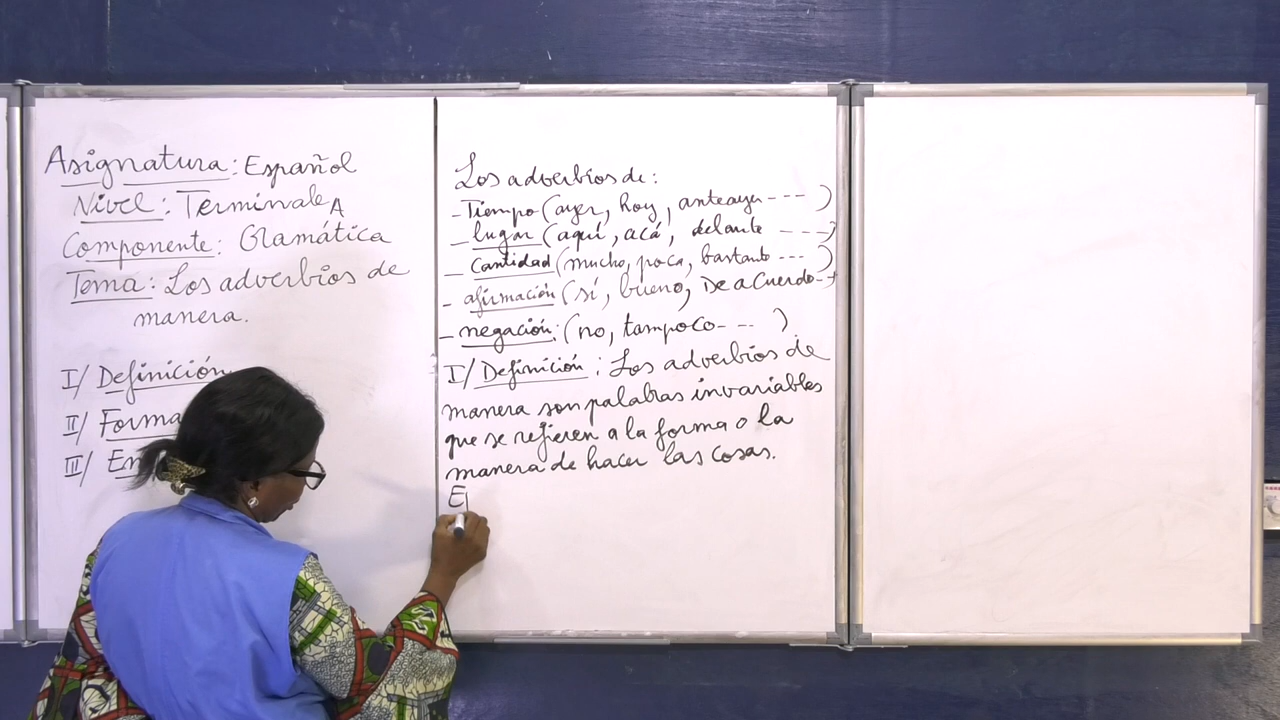 Asignatura: Español
Nivel: Terminale A
Componente: Gramática
Tema: Los adverbios de
manera.
I/ Definición
II/ Forma
III/ En
Los adverbios de:
- Tiempo (ayer, hoy, anteayer - - - )
- lugar (aquí, acá, delante - - - )
- Cantidad (mucho, poca, bastante - - - )
- afirmación (sí, bueno, De acuerdo - - )
- negación: (no, tampoco - - - )
I/ Definición: Los adverbios de
manera son palabras invariables
que se refieren a la forma o la
manera de hacer las cosas.
E